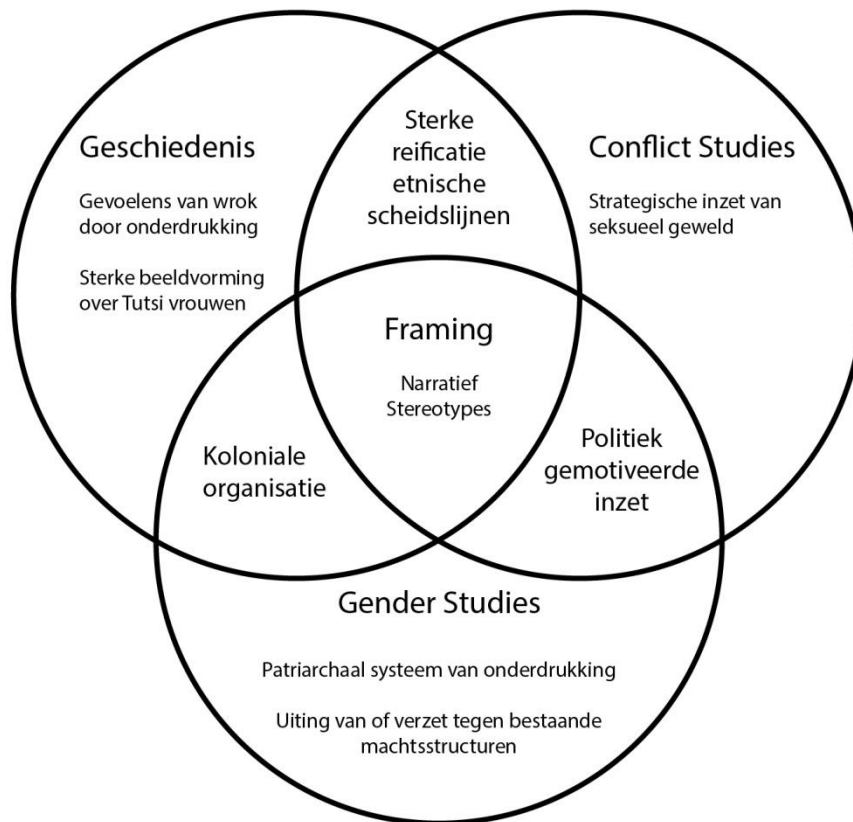 Geschiedenis
Gevoelens van wrok
door onderdrukking
Sterke beeldvorming
over Tutsi vrouwen
Sterke
reificatie
etnische
scheidslijnen
Conflict Studies
Strategische inzet van
seksueel geweld
Framing
Narratief
Stereotypes
Koloniale
organisatie
Politiek
gemotiveerde
inzet
Gender Studies
Patriarchaal systeem van onderdrukking
Uiting van of verzet tegen bestaande
machtsstructuren